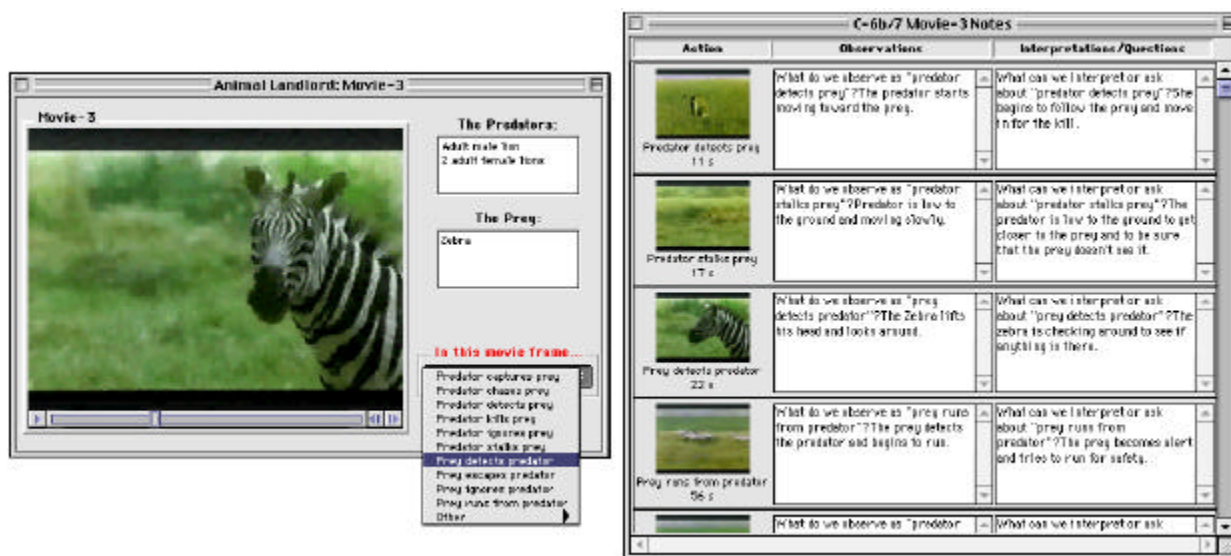 Animal Landlord: Movie-3
Movie-3
The Predators:
Adult male lion
2 adult female lions
The Prey:
Zebra
In this movie frame...
Predator captures prey
Predator chases prey
Predator detects prey
Predator kills prey
Predator ignores prey
Predator stalks prey
Prey detects predator
Prey escapes predator
Prey ignores predator
Prey runs from predator
Other
C-6b/7 Movie-3 Notes
Action
Observations
Interpretations/Questions
Predator detects prey
11 s
What do we observe as "predator
detects prey"?The predator starts
moving toward the prey.
What can we interpret or ask
about "predator detects prey"?She
begins to follow the prey and move
in for the kill.
Predator stalks prey
17 s
What do we observe as "predator
stalks prey"?Predator is low to
the ground and moving slowly.
What can we interpret or ask
about "predator stalks prey"?The
predator is low to the ground to get
closer to the prey and to be sure
that the prey doesn't see it.
Prey detects predator
22 s
What do we observe as "prey
detects predator"?The Zebra lifts
his head and looks around.
What can we interpret or ask
about "prey detects predator"?The
zebra is checking around to see if
anything is there.
Prey runs from predator
56 s
What do we observe as "prey runs
from predator"?The prey detects
the predator and begins to run.
What can we interpret or ask
about "prey runs from
predator"?The prey becomes alert
and tries to run for safety.
What do we observe as "predator
What can we interpret or ask